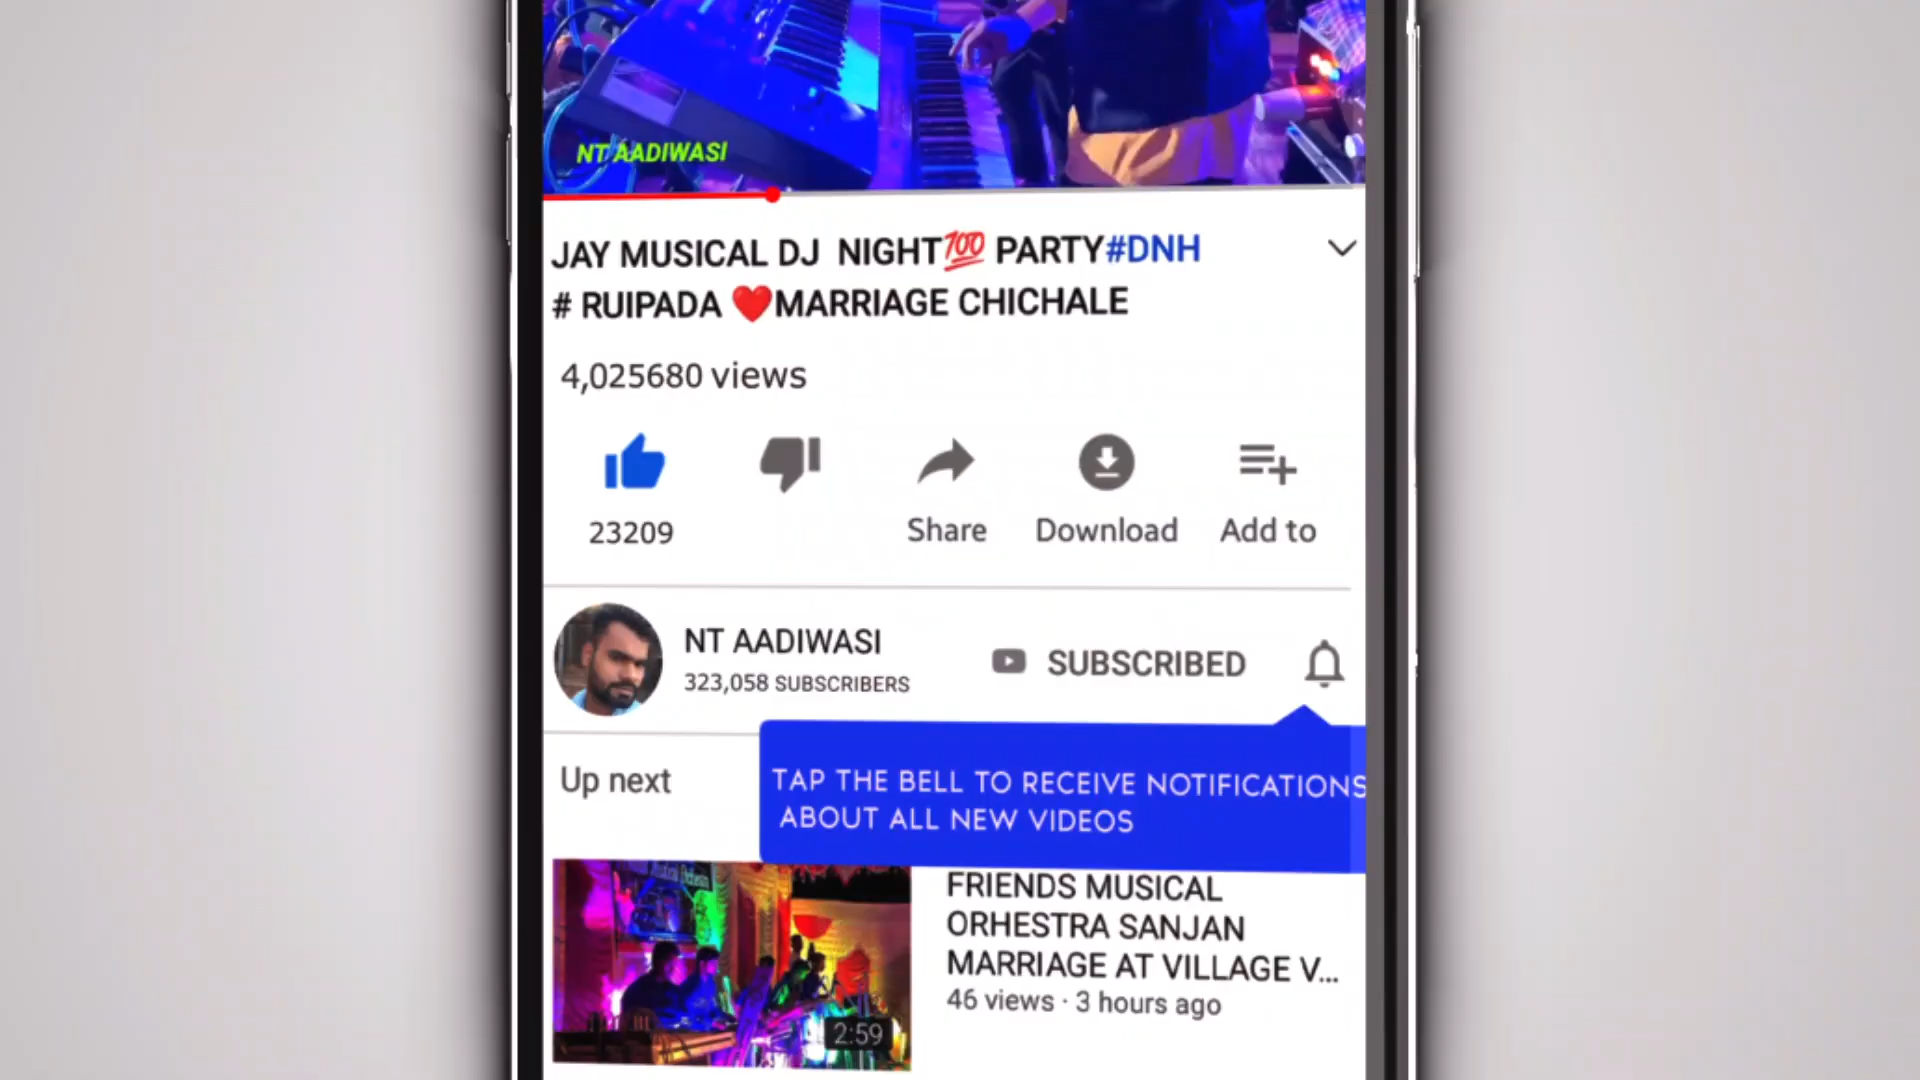 NT AADIWASI
JAY MUSICAL DJ NIGHT💯 PARTY#DNH
# RUIPADA ❤️MARRIAGE CHICHALE
4,025680 views
23209
Share
Download
Add to
NT AADIWASI
323,058 SUBSCRIBERS
SUBSCRIBED
TAP THE BELL TO RECEIVE NOTIFICATIONS
ABOUT ALL NEW VIDEOS
Up next
FRIENDS MUSICAL
ORHESTRA SANJAN
MARRIAGE AT VILLAGE V...
46 views · 3 hours ago
2:59